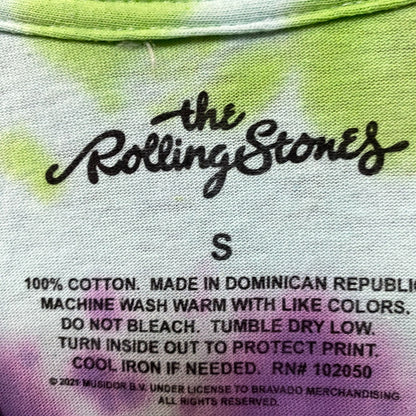 the
Rolling Stones
S
100% COTTON. MADE IN DOMINICAN REPUBLIC
MACHINE WASH WARM WITH LIKE COLORS.
DO NOT BLEACH. TUMBLE DRY LOW.
TURN INSIDE OUT TO PROTECT PRINT.
COOL IRON IF NEEDED. RN# 102050
© 2021 MUSIDOR B.V. UNDER LICENSE TO BRAVADO MERCHANDISING.
ALL RIGHTS RESERVED.